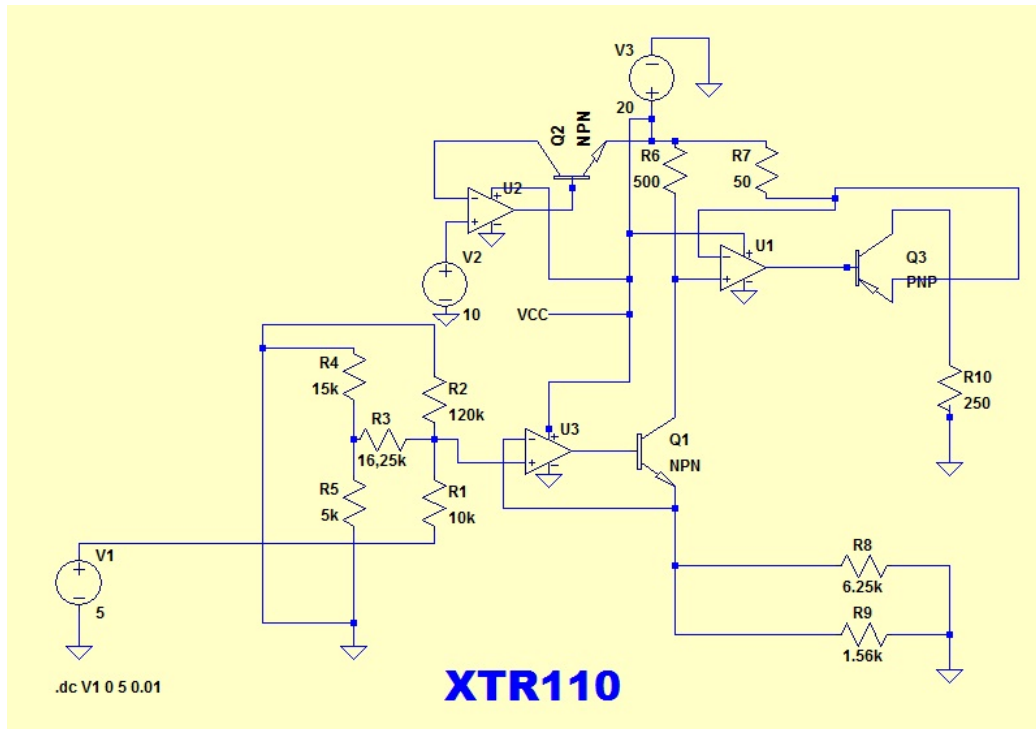 V3
20
Q2
NPN
R6
500
R7
50
U2
U1
V2
10
Q3
PNP
VCC
R4
15k
R2
120k
R3
16,25k
R10
250
U3
Q1
NPN
R5
5k
R1
10k
V1
5
R8
6.25k
R9
1.56k
XTR110
.dc V1 0 5 0.01